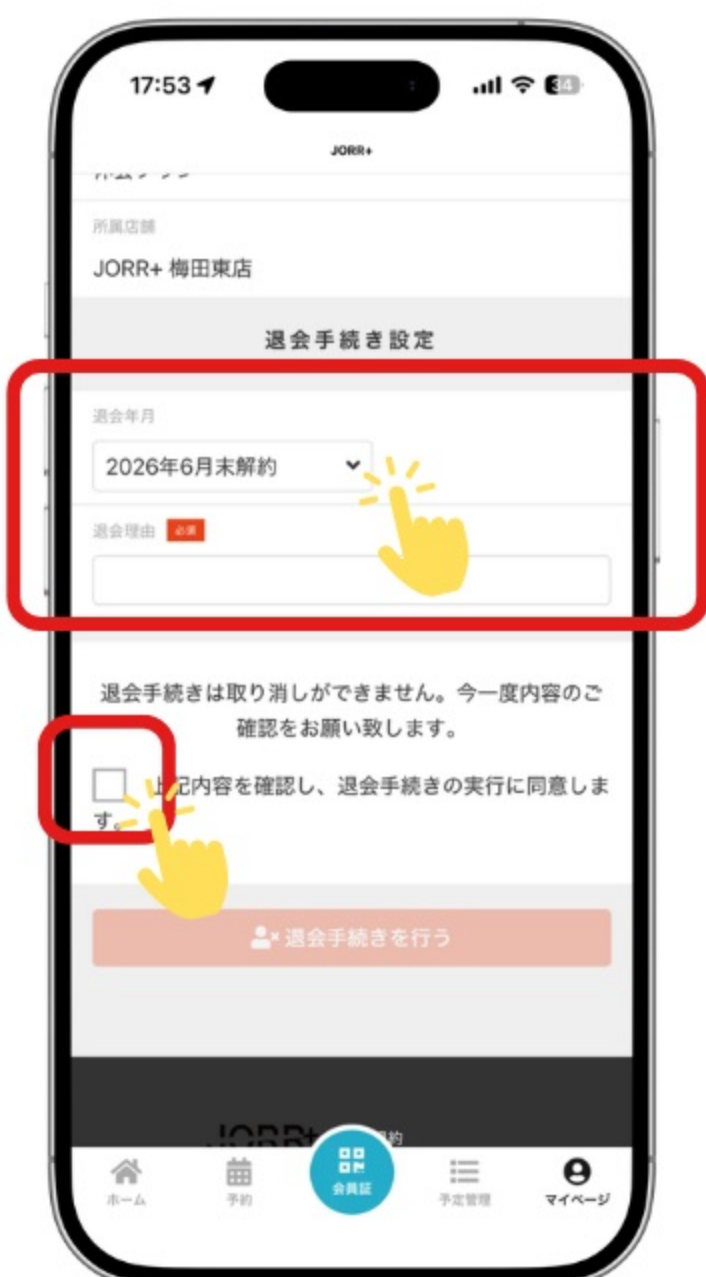 17:53
34
JORR+
所属店舗
JORR+ 梅田東店
退会手続き設定
退会年月
2026年6月末解約
退会理由 必須
退会手続きは取り消しができません。今一度内容のご
確認をお願い致します。
上記内容を確認し、退会手続きの実行に同意しま
す。
退会手続きを行う
JORR+
約
ホーム
予約
会員証
予定管理
マイページ